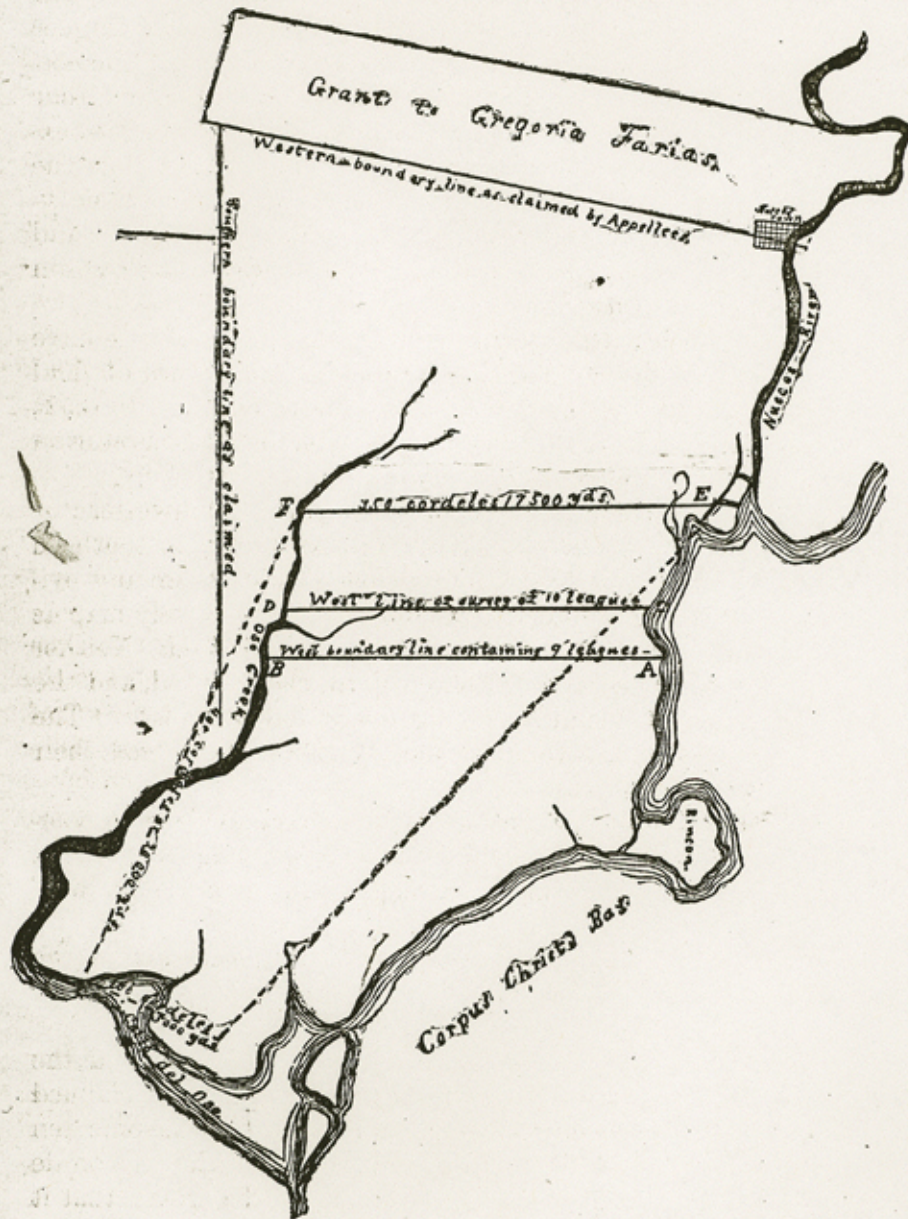 Grant to Gregoria Farias.
Western boundary line as claimed by Appellees
Nueces River
Southern boundary line as claimed.
F 350 cordeles 17500 yds. E
D West line of survey of 10 leagues
B West boundary line containing 9 leagues A
Oso Creek
Rincon.
Corpus Christi Bay
yds.
del Oso